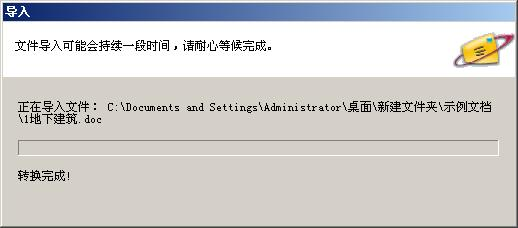 导入
文件导入可能会持续一段时间，请耐心等候完成。
正在导入文件： C:\Documents and Settings\Administrator\桌面\新建文件夹\示例文档
\1地下建筑.doc
转换完成!